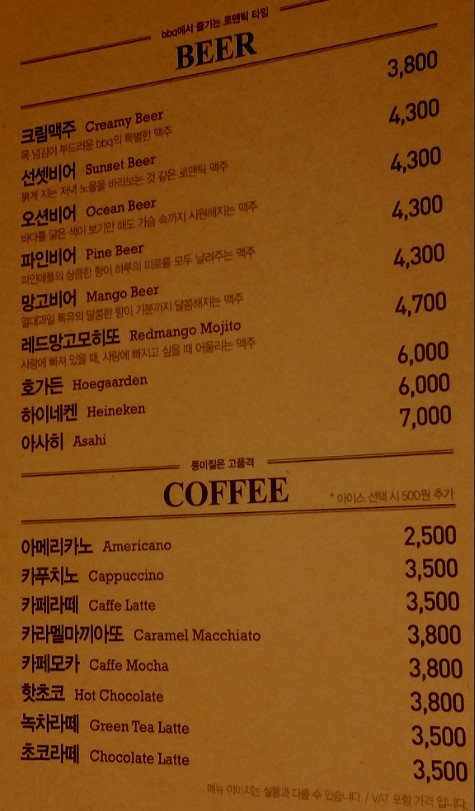 bbq에서 즐기는 로맨틱 타임
BEER
크림맥주 Creamy Beer 3,800
목 넘김이 부드러운 bbq의 특별한 맥주
선셋비어 Sunset Beer 4,300
붉게 지는 저녁 노을을 바라보는 것 같은 로맨틱 맥주
오션비어 Ocean Beer 4,300
바다를 닮은 색이 보기만 해도 가슴 속까지 시원해지는 맥주
파인비어 Pine Beer 4,300
파인애플의 상큼한 향이 하루의 피로를 모두 날려주는 맥주
망고비어 Mango Beer 4,300
열대과일 특유의 달콤한 향이 기분까지 달콤해지는 맥주
레드망고모히또 Redmango Mojito 4,700
사랑에 빠져 있을 때, 사랑에 빠지고 싶을 때 어울리는 맥주
호가든 Hoegaarden 6,000
하이네켄 Heineken 6,000
아사히 Asahi 7,000
풍미짙은 고품격
COFFEE
* 아이스 선택 시 500원 추가
아메리카노 Americano 2,500
카푸치노 Cappuccino 3,500
카페라떼 Caffe Latte 3,500
카라멜마끼아또 Caramel Macchiato 3,800
카페모카 Caffe Mocha 3,800
핫초코 Hot Chocolate 3,800
녹차라떼 Green Tea Latte 3,500
초코라떼 Chocolate Latte 3,500
메뉴 이미지는 실물과 다를 수 있습니다. / VAT 포함 가격 입니다.